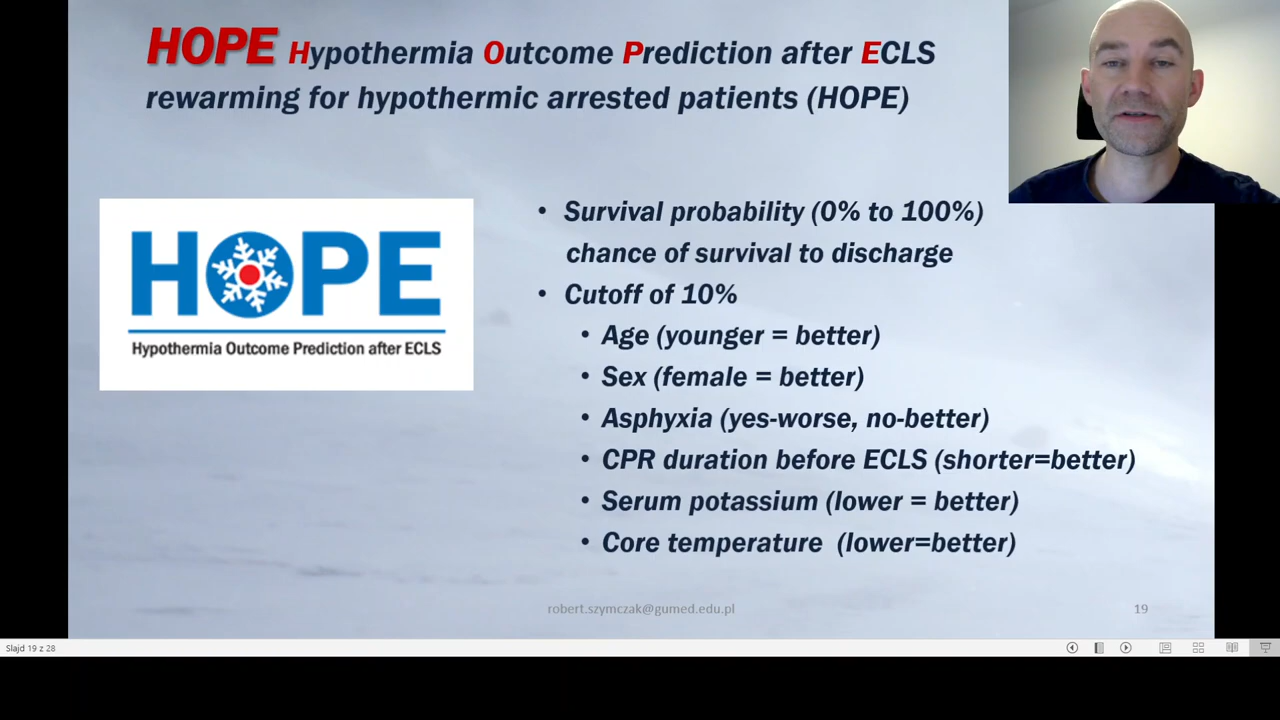 HOPE Hypothermia Outcome Prediction after ECLS
rewarming for hypothermic arrested patients (HOPE)
HOPE
Hypothermia Outcome Prediction after ECLS
• Survival probability (0% to 100%)
chance of survival to discharge
• Cutoff of 10%
• Age (younger = better)
• Sex (female = better)
• Asphyxia (yes-worse, no-better)
• CPR duration before ECLS (shorter=better)
• Serum potassium (lower = better)
• Core temperature (lower=better)
robert.szymczak@gumed.edu.pl
19
Slajd 19 z 28